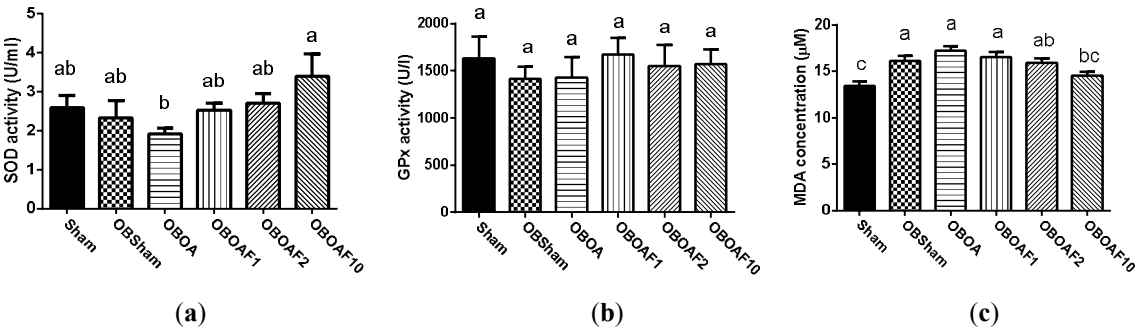 SOD activity (U/ml)
5
4
3
2
1
0
ab
ab
b
ab
ab
a
Sham
OBSham
OBOA
OBOAF1
OBOAF2
OBOAF10
(a)
GPx activity (U/l)
2000
1500
1000
500
0
a
a
a
a
a
a
Sham
OBSham
OBOA
OBOAF1
OBOAF2
OBOAF10
(b)
MDA concentration (µM)
20
15
10
5
0
c
a
a
a
ab
bc
Sham
OBSham
OBOA
OBOAF1
OBOAF2
OBOAF10
(c)